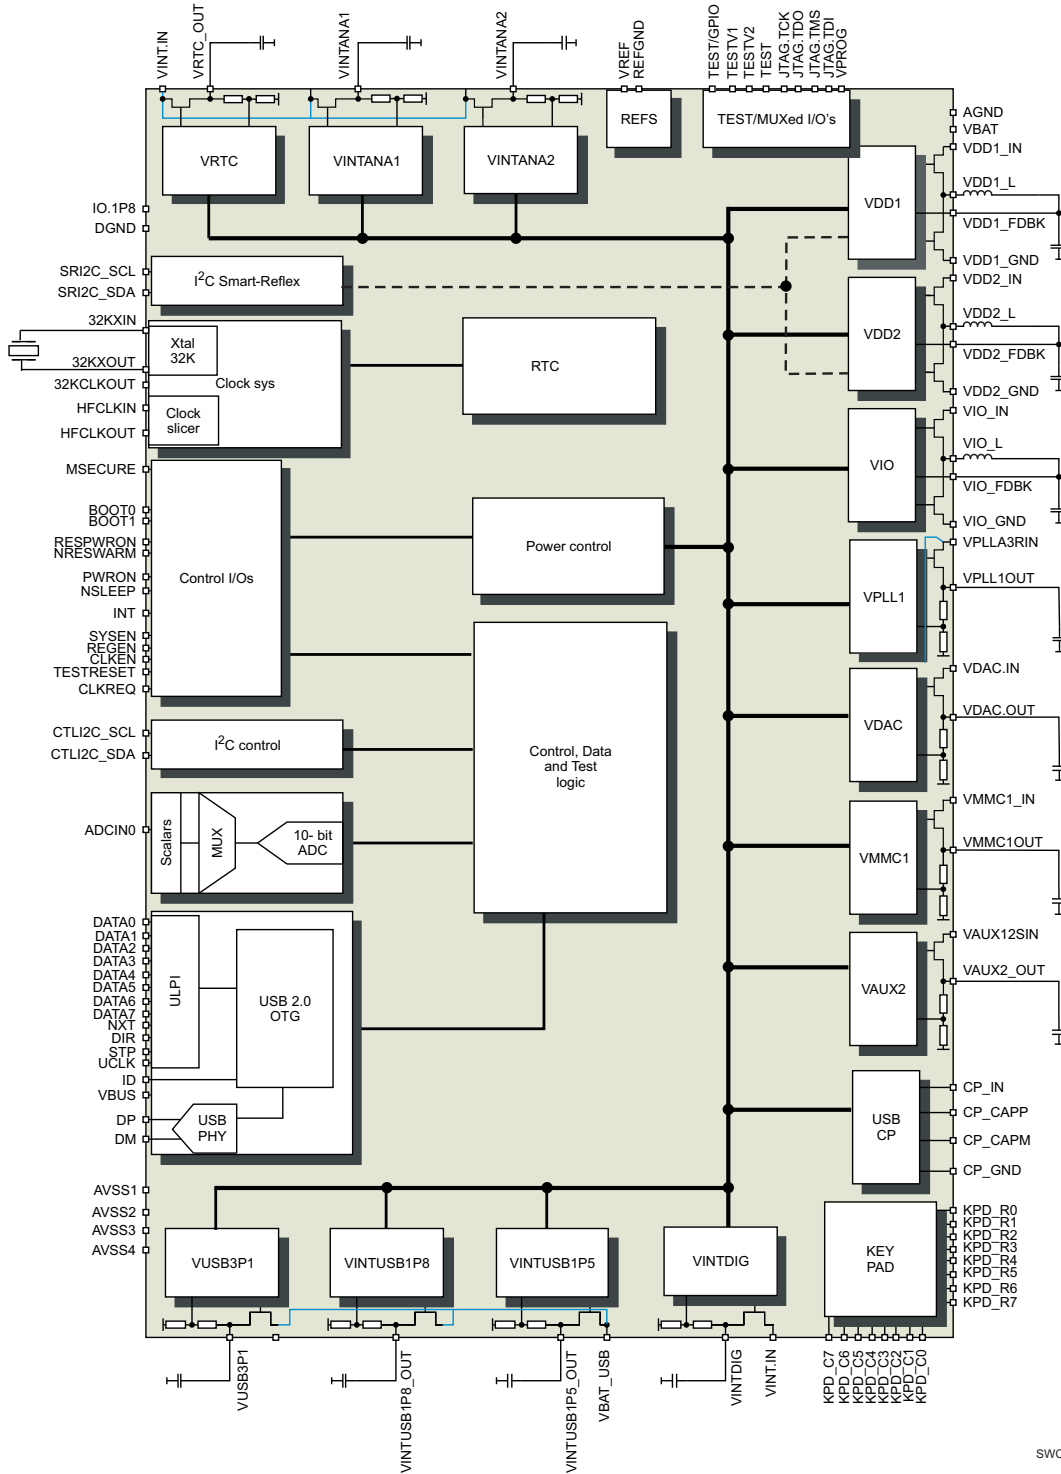 VINT.IN
VRTC_OUT
VINTANA1
VINTANA2
VREF
REFGND
TEST/GPIO
TESTV1
TESTV2
TEST
JTAG.TCK
JTAG.TDO
JTAG.TMS
JTAG.TDI
VPROG
VRTC
VINTANA1
VINTANA2
REFS
TEST/MUXed I/O's
AGND
VBAT
VDD1_IN
VDD1
VDD1_L
VDD1_FDBK
VDD1_GND
IO.1P8
DGND
SRI2C_SCL
SRI2C_SDA
I2C Smart-Reflex
VDD2_IN
VDD2
VDD2_L
VDD2_FDBK
VDD2_GND
32KXIN
32KXOUT
32KCLKOUT
HFCLKIN
HFCLKOUT
Xtal
32K
Clock sys
Clock
slicer
RTC
VIO_IN
VIO
VIO_L
VIO_FDBK
VIO_GND
MSECURE
BOOT0
BOOT1
RESPWRON
NRESWARM
PWRON
NSLEEP
INT
SYSEN
REGEN
CLKEN
TESTRESET
CLKREQ
Control I/Os
Power control
VPLLA3RIN
VPLL1
VPLL1OUT
VDAC.IN
VDAC
VDAC.OUT
CTLI2C_SCL
CTLI2C_SDA
I2C control
Control, Data
and Test
logic
ADCIN0
Scalars
MUX
10- bit
ADC
VMMC1_IN
VMMC1
VMMC1OUT
DATA0
DATA1
DATA2
DATA3
DATA4
DATA5
DATA6
DATA7
NXT
DIR
STP
UCLK
ID
VBUS
DP
DM
ULPI
USB 2.0
OTG
USB
PHY
VAUX12SIN
VAUX2
VAUX2_OUT
USB
CP
CP_IN
CP_CAPP
CP_CAPM
CP_GND
AVSS1
AVSS2
AVSS3
AVSS4
VUSB3P1
VINTUSB1P8
VINTUSB1P5
VINTDIG
KEY
PAD
KPD_R0
KPD_R1
KPD_R2
KPD_R3
KPD_R4
KPD_R5
KPD_R6
KPD_R7
VUSB3P1
VINTUSB1P8_OUT
VINTUSB1P5_OUT
VBAT_USB
VINTDIG
VINT.IN
KPD_C7
KPD_C6
KPD_C5
KPD_C4
KPD_C3
KPD_C2
KPD_C1
KPD_C0